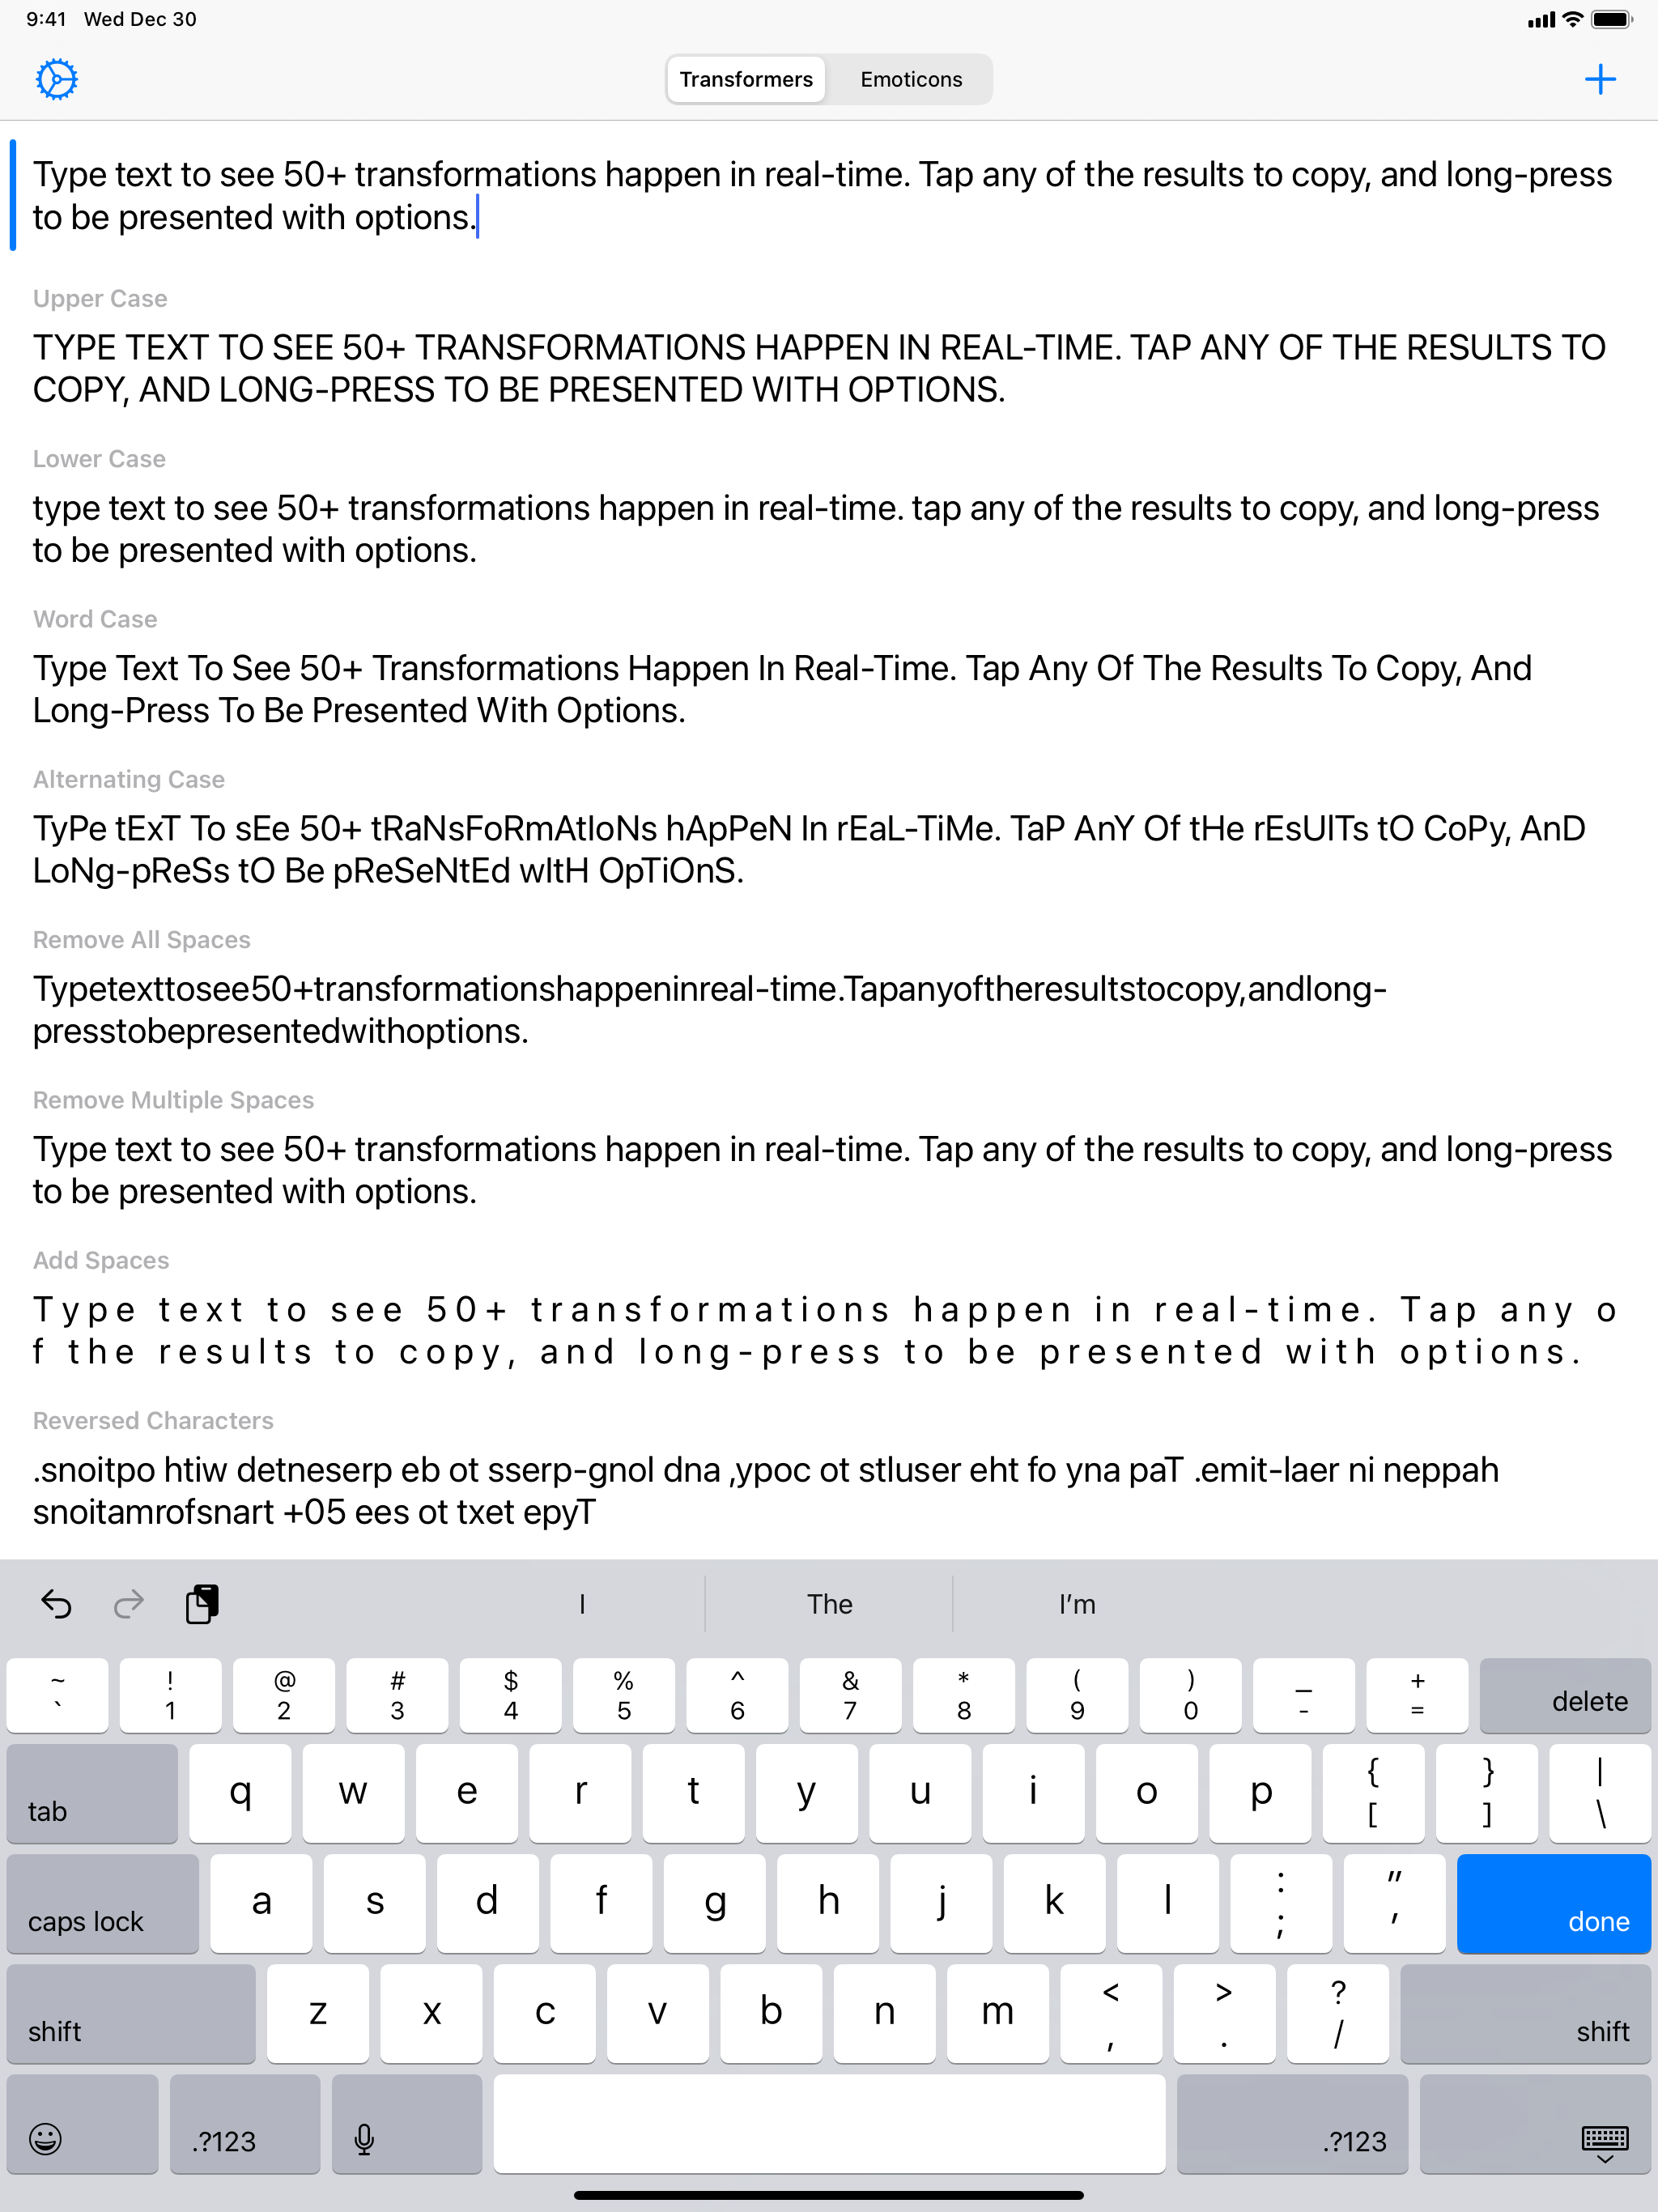 9:41 Wed Dec 30
Transformers Emoticons
Type text to see 50+ transformations happen in real-time. Tap any of the results to copy, and long-press
to be presented with options.
Upper Case
TYPE TEXT TO SEE 50+ TRANSFORMATIONS HAPPEN IN REAL-TIME. TAP ANY OF THE RESULTS TO
COPY, AND LONG-PRESS TO BE PRESENTED WITH OPTIONS.
Lower Case
type text to see 50+ transformations happen in real-time. tap any of the results to copy, and long-press
to be presented with options.
Word Case
Type Text To See 50+ Transformations Happen In Real-Time. Tap Any Of The Results To Copy, And
Long-Press To Be Presented With Options.
Alternating Case
TyPe tExT To sEe 50+ tRaNsFoRmAtIoNs hApPeN In rEaL-TiMe. TaP AnY Of tHe rEsUlTs tO CoPy, AnD
LoNg-pReSs tO Be pReSeNtEd wItH OpTiOnS.
Remove All Spaces
Typetexttosee50+transformationshappeninreal-time.Tapanyoftheresultstocopy,andlong-
presstobepresentedwithoptions.
Remove Multiple Spaces
Type text to see 50+ transformations happen in real-time. Tap any of the results to copy, and long-press
to be presented with options.
Add Spaces
T y p e  t e x t  t o  s e e  5 0 +  t r a n s f o r m a t i o n s  h a p p e n  i n  r e a l - t i m e .  T a p  a n y  o
f  t h e  r e s u l t s  t o  c o p y ,  a n d  l o n g - p r e s s  t o  b e  p r e s e n t e d  w i t h  o p t i o n s .
Reversed Characters
.snoitpo htiw detneserp eb ot sserp-gnol dna ,ypoc ot stluser eht fo yna paT .emit-laer ni neppah
snoitamrofsnart +05 ees ot txet epyT
I The I’m
~ ! @ # $ % ^ & * ( ) _ +
` 1 2 3 4 5 6 7 8 9 0 - = delete
tab q w e r t y u i o p { [ } ] | \
caps lock a s d f g h j k l : ; " ' done
shift z x c v b n m < , > . ? / shift
.?123 .?123